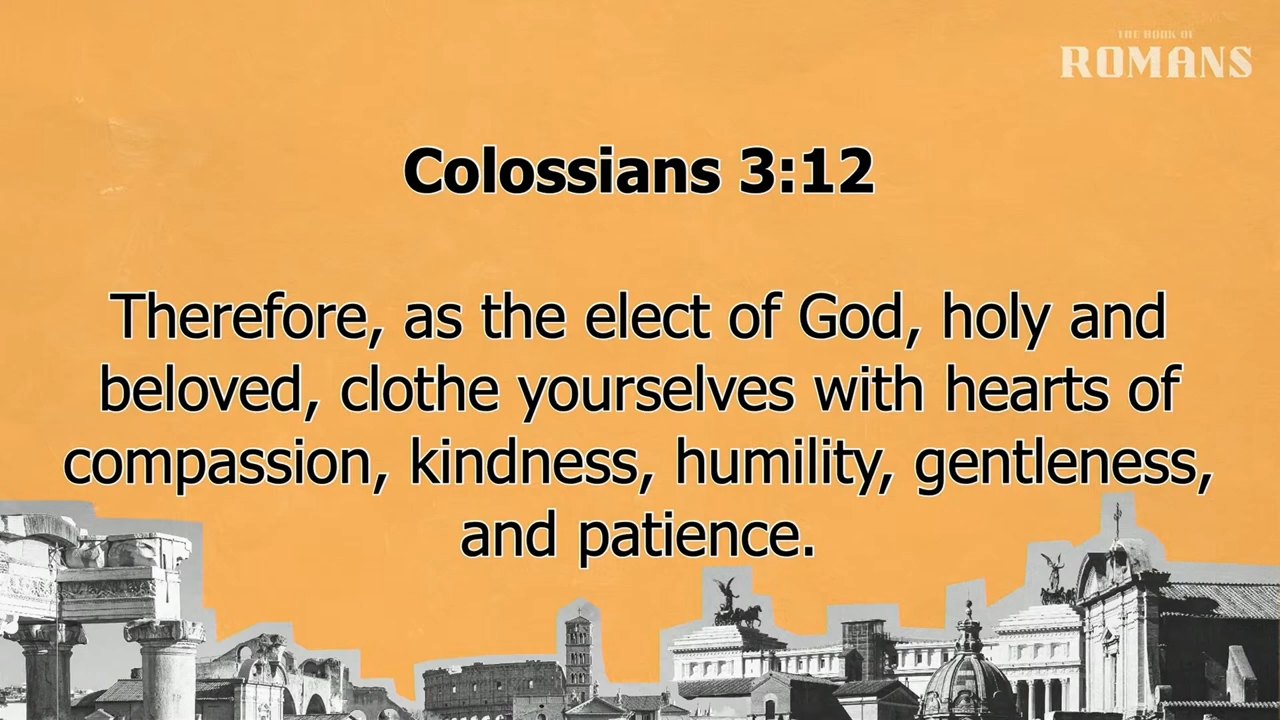 THE BOOK OF
ROMANS
Colossians 3:12
Therefore, as the elect of God, holy and
beloved, clothe yourselves with hearts of
compassion, kindness, humility, gentleness,
and patience.